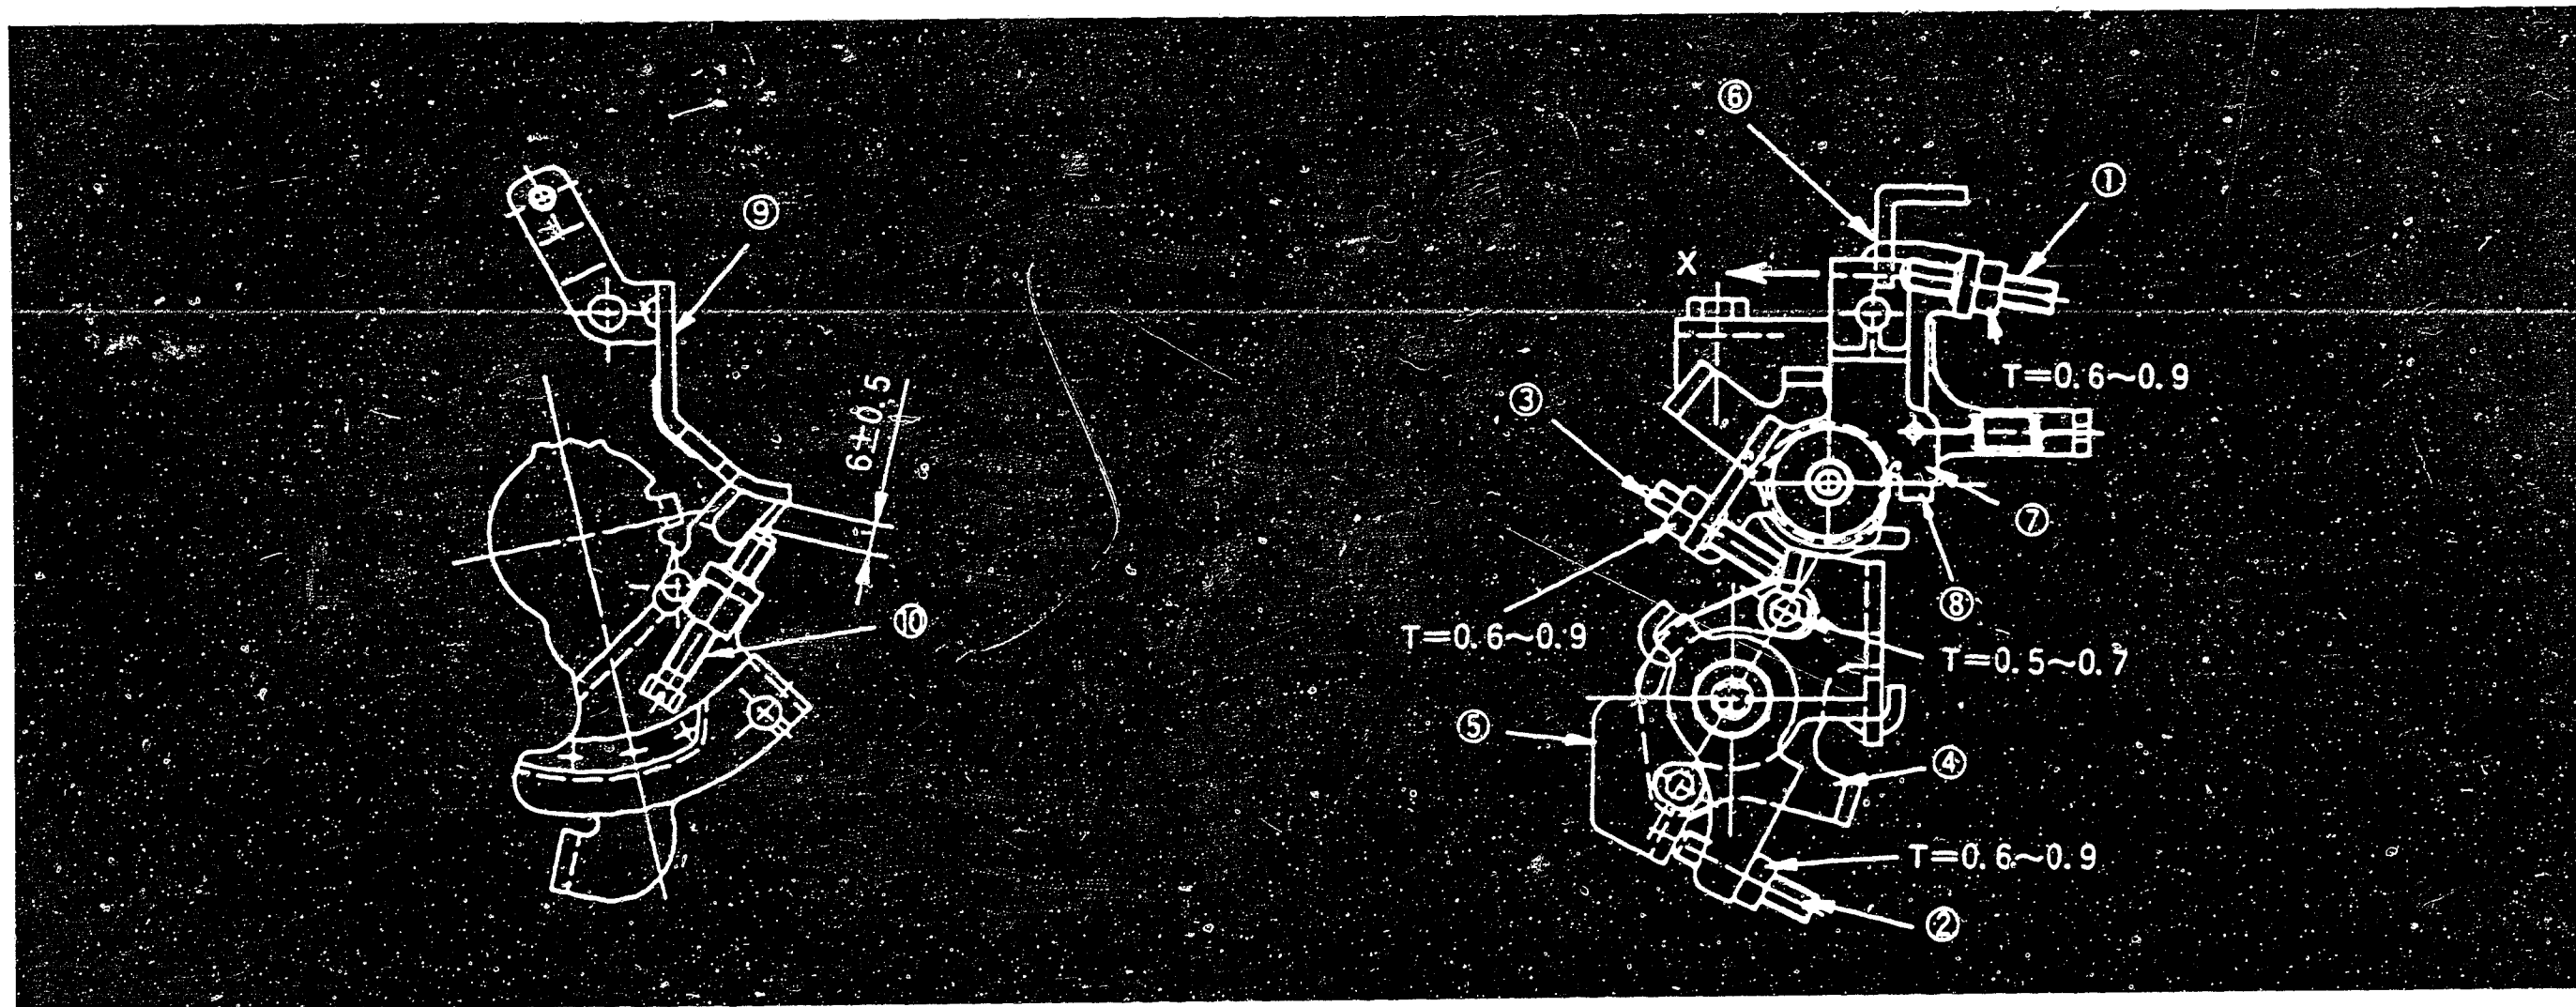 ⑨
6±0.5
⑩
⑥
①
X
T=0.6~0.9
③
⑦
⑧
T=0.6~0.9
T=0.5~0.7
⑤
④
T=0.6~0.9
②